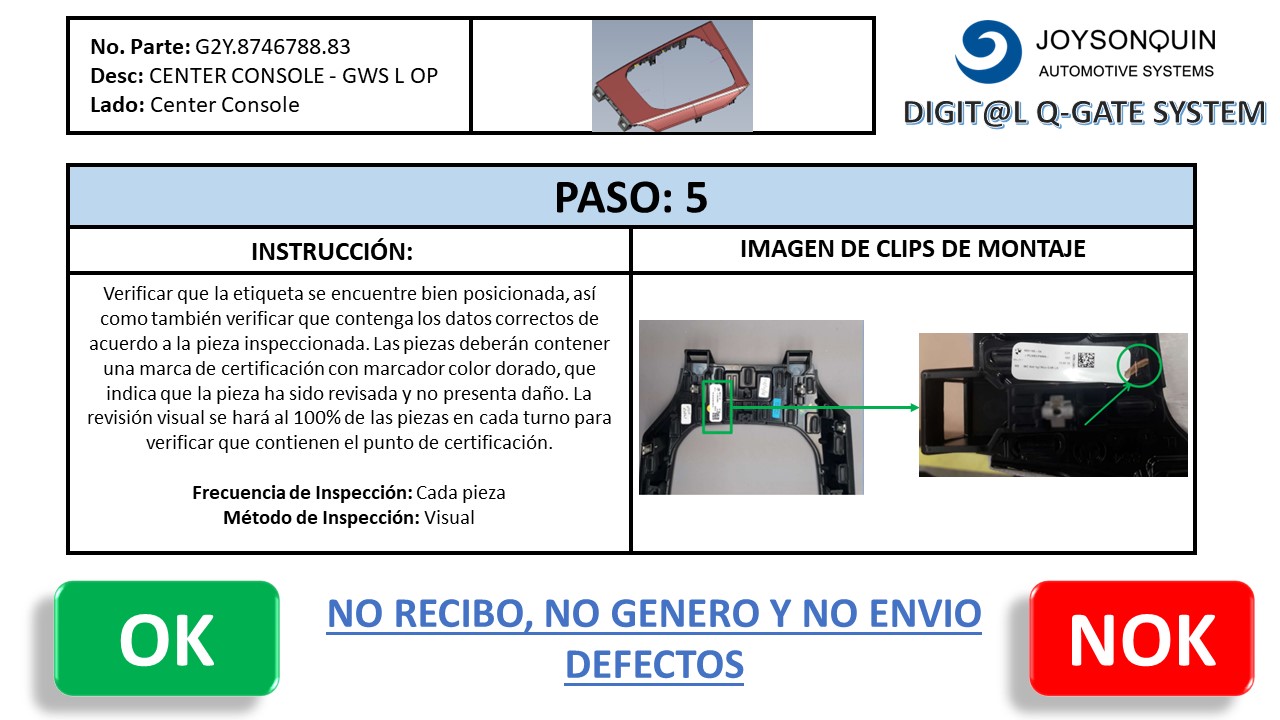 No. Parte: G2Y.8746788.83
Desc: CENTER CONSOLE - GWS L OP
Lado: Center Console
JOYSONQUIN
AUTOMOTIVE SYSTEMS
DIGIT@L Q-GATE SYSTEM
PASO: 5
INSTRUCCIÓN:
IMAGEN DE CLIPS DE MONTAJE
Verificar que la etiqueta se encuentre bien posicionada, así
como también verificar que contenga los datos correctos de
acuerdo a la pieza inspeccionada. Las piezas deberán contener
una marca de certificación con marcador color dorado, que
indica que la pieza ha sido revisada y no presenta daño. La
revisión visual se hará al 100% de las piezas en cada turno para
verificar que contienen el punto de certificación.
Frecuencia de Inspección: Cada pieza
Método de Inspección: Visual
OK
NO RECIBO, NO GENERO Y NO ENVIO
DEFECTOS
NOK